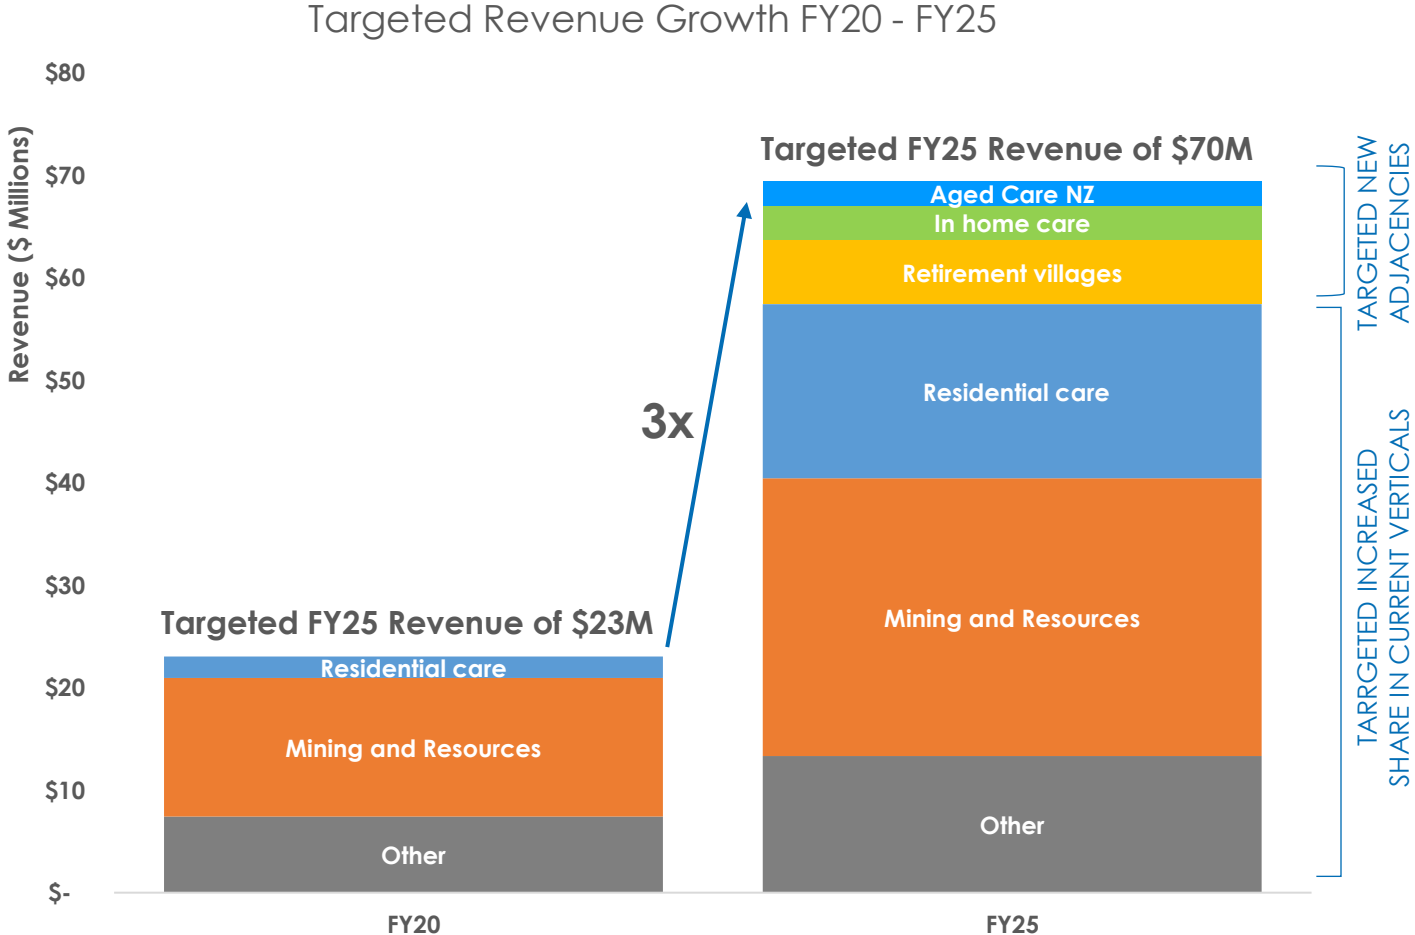 Targeted Revenue Growth FY20 - FY25
Revenue ($ Millions)
$80
$70
$60
$50
$40
$30
$20
$10
$-
Targeted FY25 Revenue of $23M
Residential care
Mining and Resources
Other
FY20
3x
Targeted FY25 Revenue of $70M
Aged Care NZ
In home care
Retirement villages
Residential care
Mining and Resources
Other
FY25
TARGETED NEW
ADJACENCIES
TARRGETED INCREASED
SHARE IN CURRENT VERTICALS